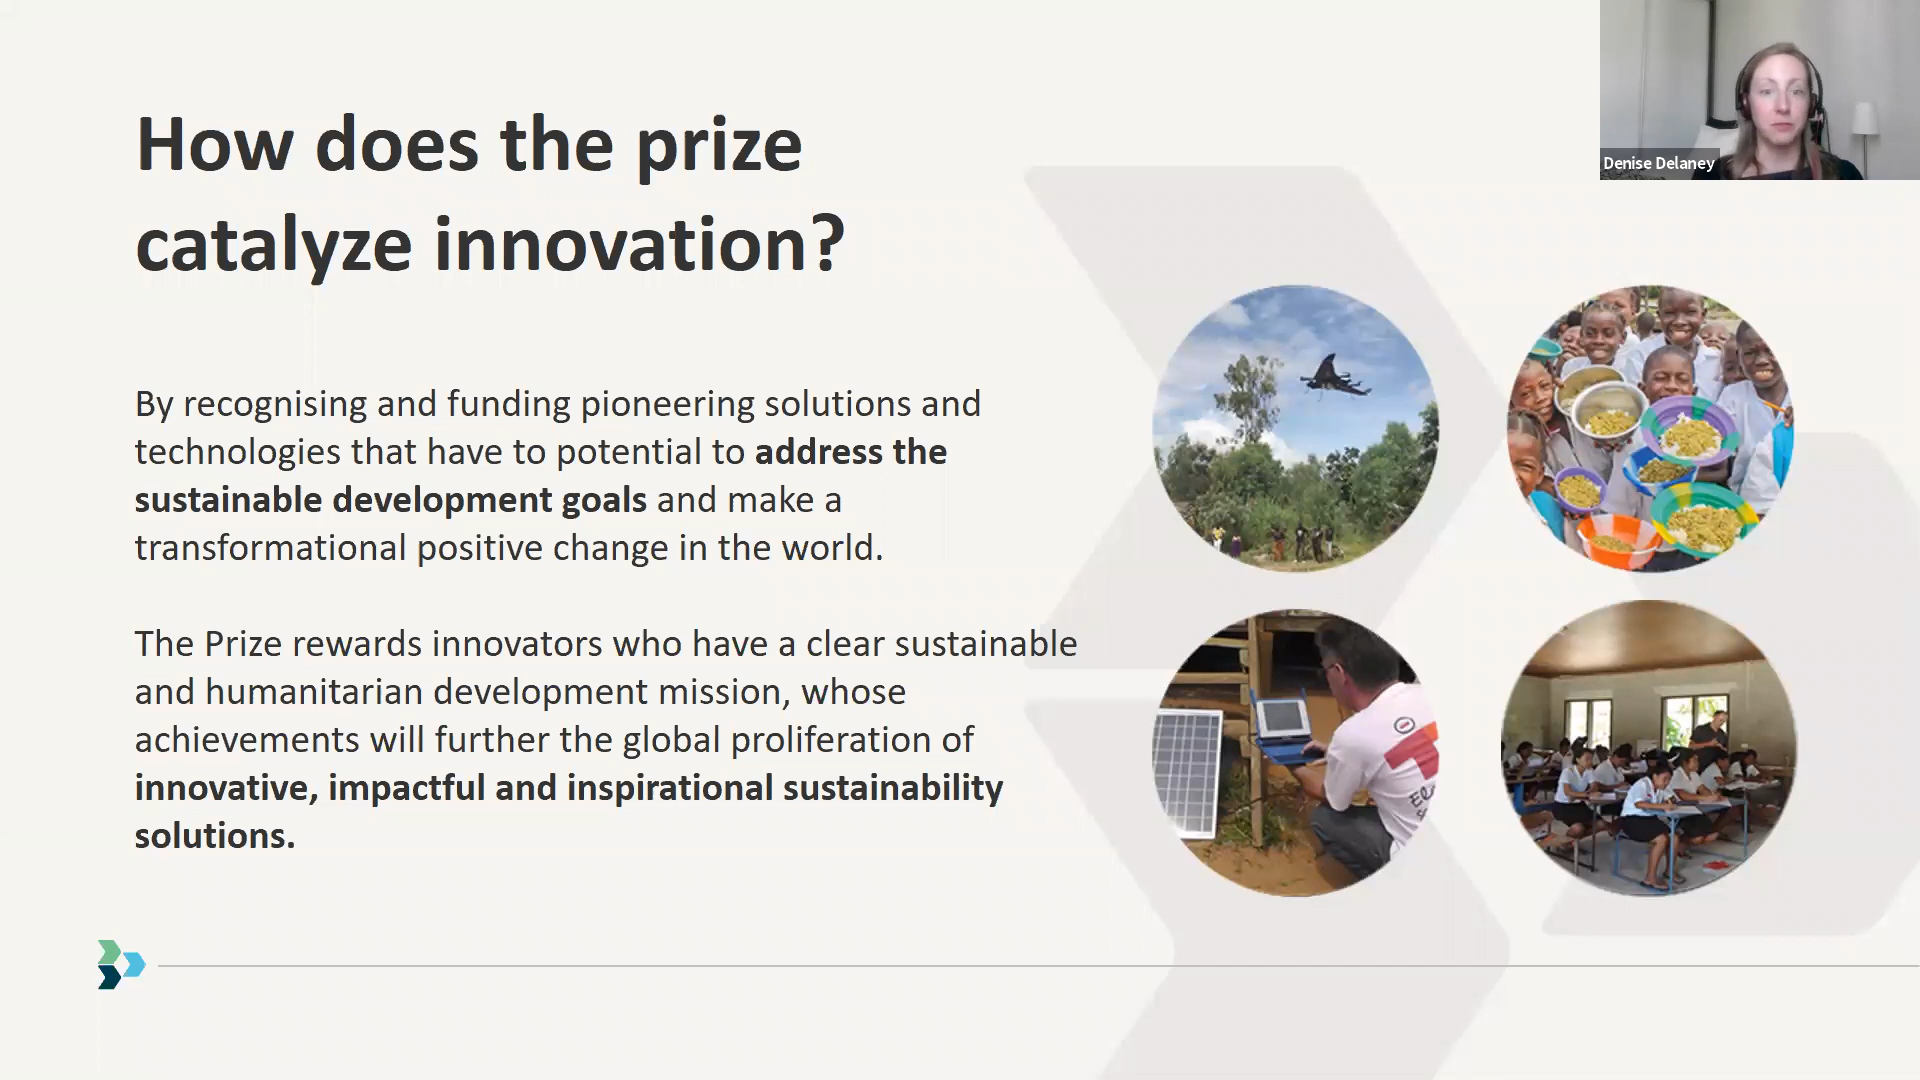 How does the prize
catalyze innovation?
By recognising and funding pioneering solutions and
technologies that have to potential to address the
sustainable development goals and make a
transformational positive change in the world.
The Prize rewards innovators who have a clear sustainable
and humanitarian development mission, whose
achievements will further the global proliferation of
innovative, impactful and inspirational sustainability
solutions.
Denise Delaney